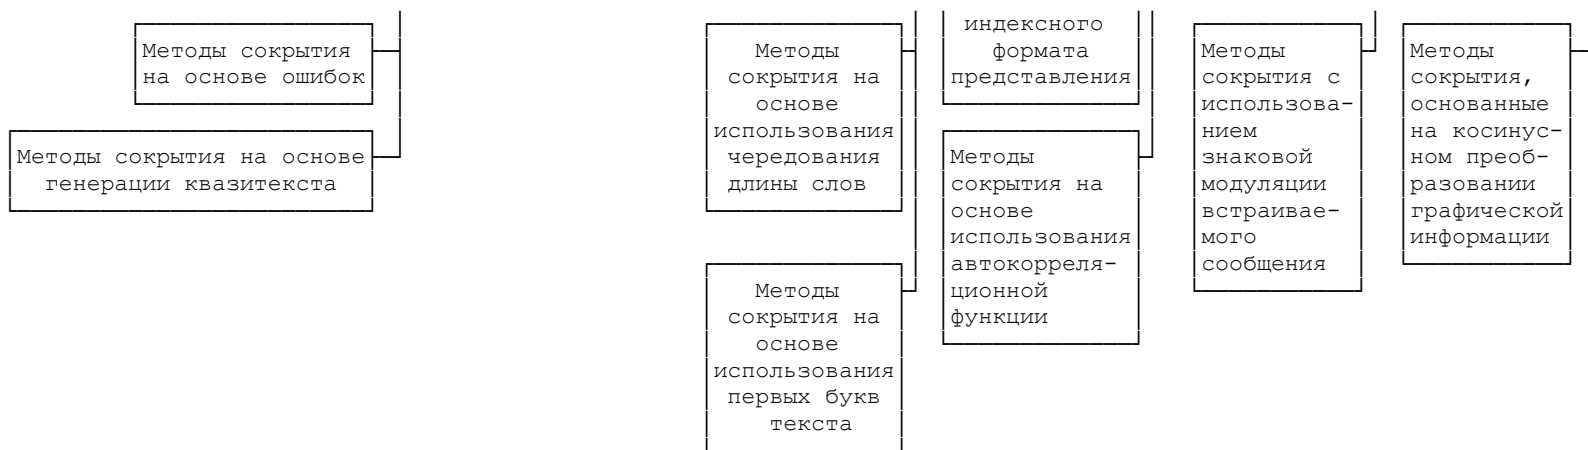 Методы сокрытия
на основе ошибок
Методы сокрытия на основе
генерации квазитекста
Методы
сокрытия на
основе
использования
чередования
длины слов
Методы
сокрытия на
основе
использования
первых букв
текста
индексного
формата
представления
Методы
сокрытия на
основе
использования
автокорреля-
ционной
функции
Методы
сокрытия с
использова-
нием
знаковой
модуляции
встраивае-
мого
сообщения
Методы
сокрытия,
основанные
на косинус-
ном преоб-
разовании
графической
информации